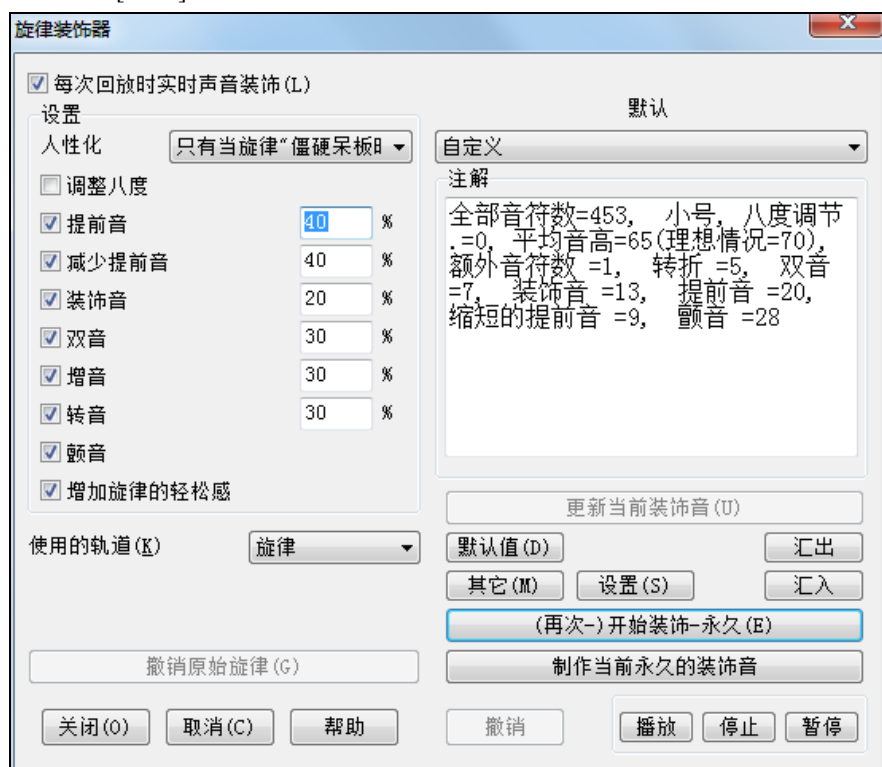 旋律装饰器
每次回放时实时声音装饰(L)
设置
人性化 只有当旋律“僵硬呆板时
调整八度
提前音 40 %
减少提前音 40 %
装饰音 20 %
双音 30 %
增音 30 %
转音 30 %
颤音
增加旋律的轻松感
使用的轨道(K) 旋律
撤销原始旋律(G)
关闭(O) 取消(C) 帮助
默认
自定义
注解
全部音符数=453, 小号, 八度调节
.=0, 平均音高=65(理想情况=70),
额外音符数 =1, 转折 =5, 双音
=7, 装饰音 =13, 提前音 =20,
缩短的提前音 =9, 颤音 =28
更新当前装饰音(U)
默认值(D) 汇出
其它(M) 设置(S) 汇入
(再次-)开始装饰-永久(E)
制作当前永久的装饰音
撤销 播放 停止 暂停